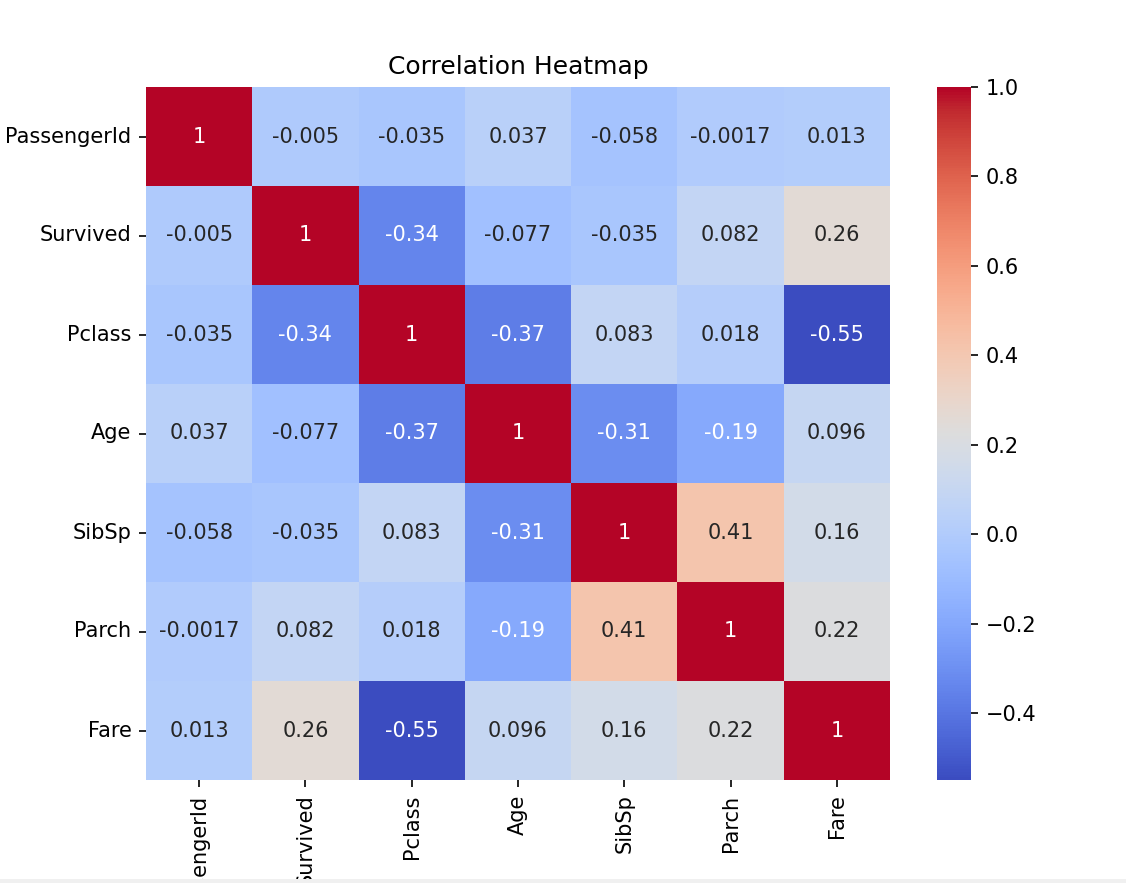 Correlation Heatmap
PassengerId 1 -0.005 -0.035 0.037 -0.058 -0.0017 0.013
Survived -0.005 1 -0.34 -0.077 -0.035 0.082 0.26
Pclass -0.035 -0.34 1 -0.37 0.083 0.018 -0.55
Age 0.037 -0.077 -0.37 1 -0.31 -0.19 0.096
SibSp -0.058 -0.035 0.083 -0.31 1 0.41 0.16
Parch -0.0017 0.082 0.018 -0.19 0.41 1 0.22
Fare 0.013 0.26 -0.55 0.096 0.16 0.22 1
engerId
Survived
Pclass
Age
SibSp
Parch
Fare
1.0
0.8
0.6
0.4
0.2
0.0
−0.2
−0.4